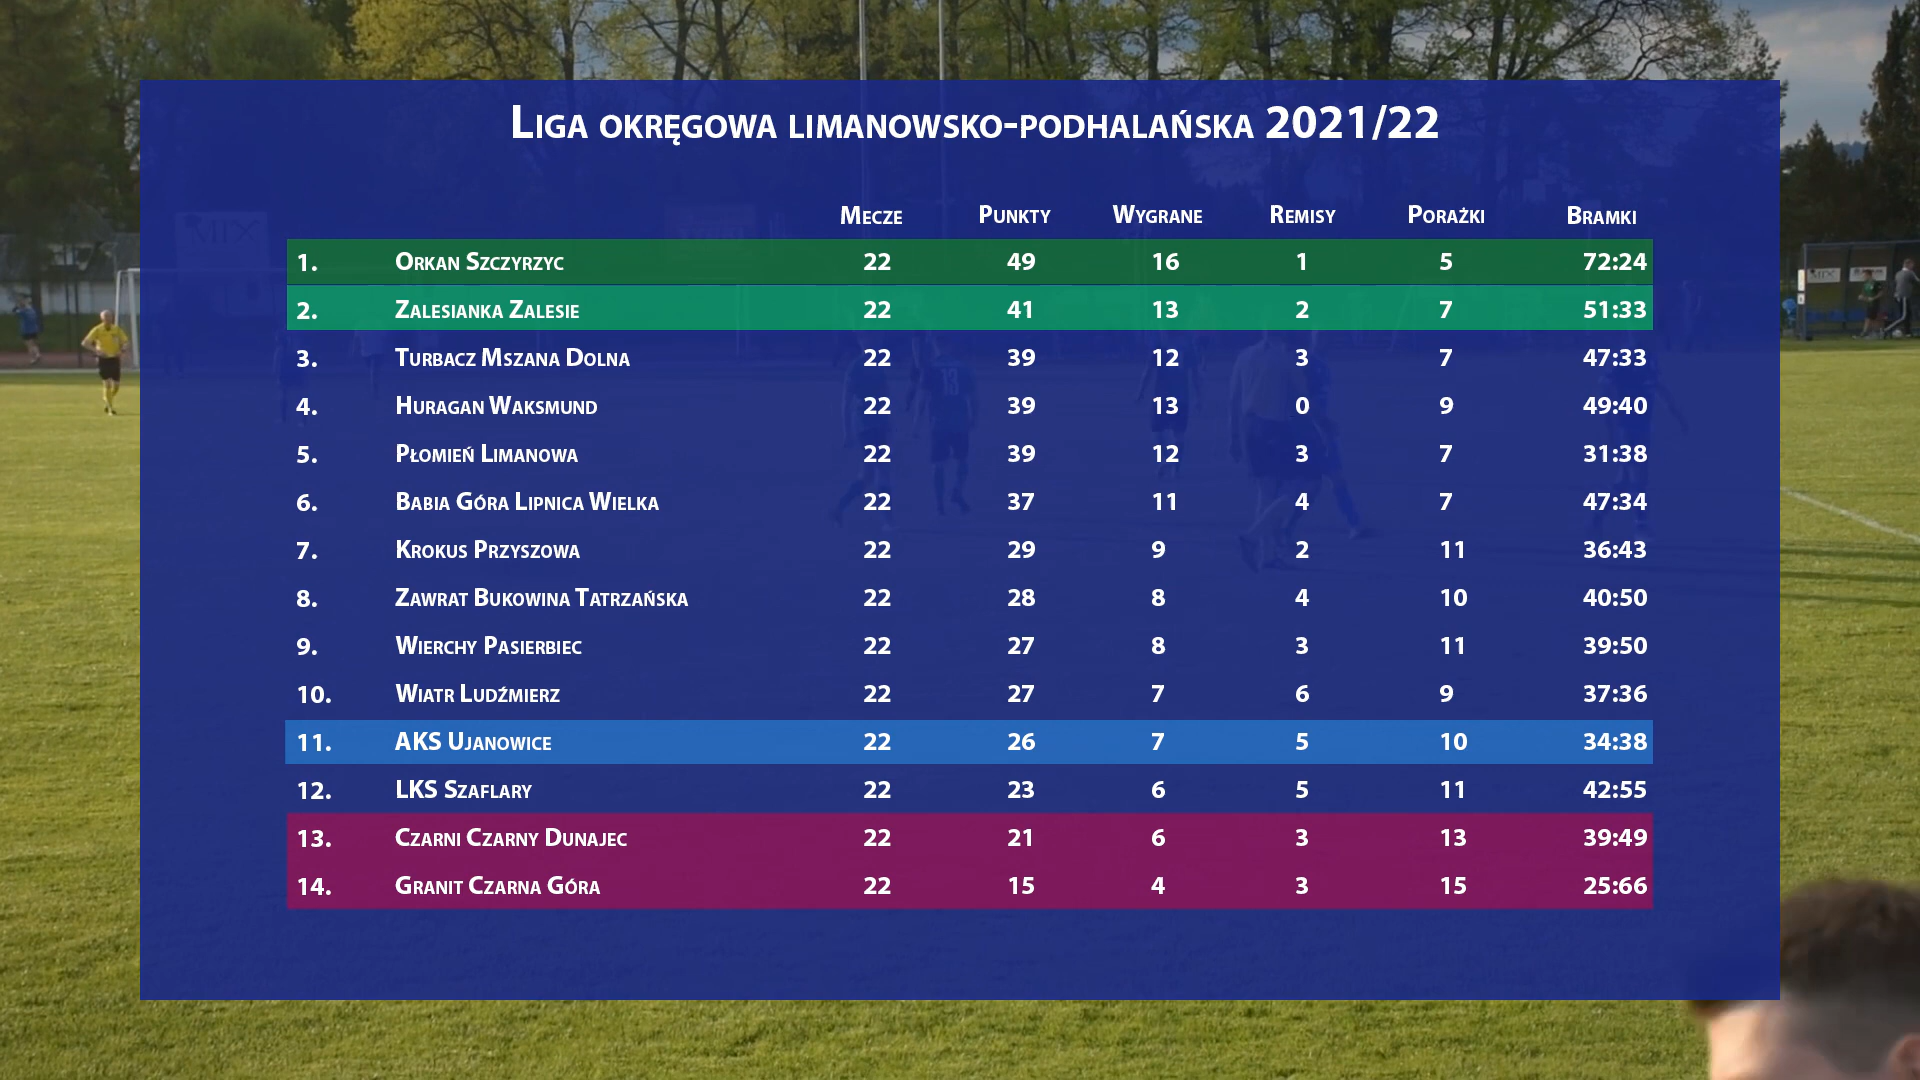 Liga okręgowa limanowsko-podhalańska 2021/22
Mecze Punkty Wygrane Remisy Porażki Bramki
1. Orkan Szczyrzyc 22 49 16 1 5 72:24
2. Zalesianka Zalesie 22 41 13 2 7 51:33
3. Turbacz Mszana Dolna 22 39 12 3 7 47:33
4. Huragan Waksmund 22 39 13 0 9 49:40
5. Płomień Limanowa 22 39 12 3 7 31:38
6. Babia Góra Lipnica Wielka 22 37 11 4 7 47:34
7. Krokus Przyszowa 22 29 9 2 11 36:43
8. Zawrat Bukowina Tatrzańska 22 28 8 4 10 40:50
9. Wierchy Pasierbiec 22 27 8 3 11 39:50
10. Wiatr Ludźmierz 22 27 7 6 9 37:36
11. AKS Ujanowice 22 26 7 5 10 34:38
12. LKS Szaflary 22 23 6 5 11 42:55
13. Czarni Czarny Dunajec 22 21 6 3 13 39:49
14. Granit Czarna Góra 22 15 4 3 15 25:66